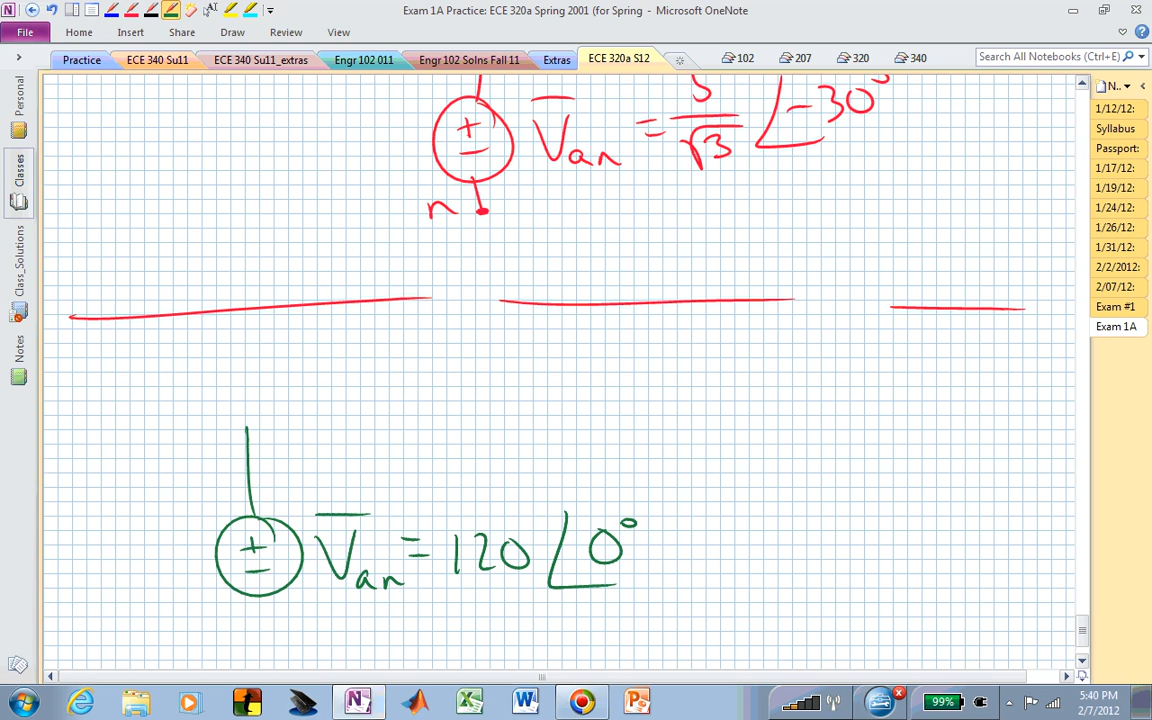 Exam 1A Practice: ECE 320a Spring 2001 (for Spring - Microsoft OneNote
File Home Insert Share Draw Review View
Practice ECE 340 Su11 ECE 340 Su11_extras Engr 102 011 Engr 102 Solns Fall 11 Extras ECE 320a S12 102 207 320 340 Search All Notebooks (Ctrl+E)
Personal
Classes
Class_Solutions
Notes
N..
1/12/12:
Syllabus
Passport:
1/17/12:
1/19/12:
1/24/12:
1/26/12:
1/31/12:
2/2/2012:
2/07/12:
Exam #1
Exam 1A
+ − V̅an = 5/√3 ∠−30°
n
+ − V̅an = 120 ∠0°
99%
5:40 PM
2/7/2012